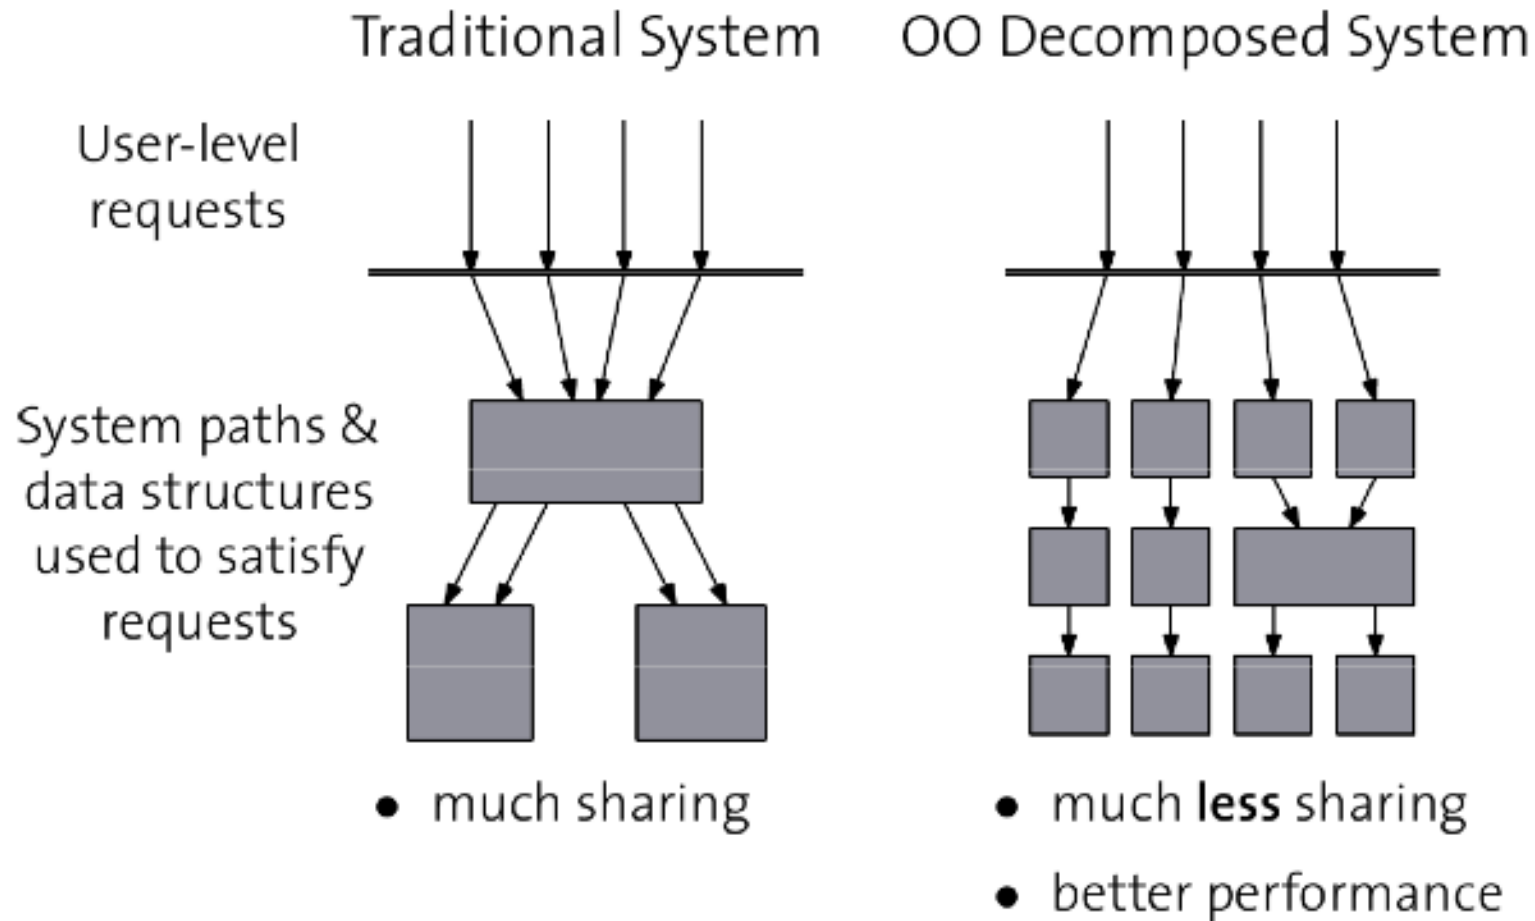 Traditional System
OO Decomposed System
User-level
requests
System paths &
data structures
used to satisfy
requests
● much sharing
● much less sharing
● better performance